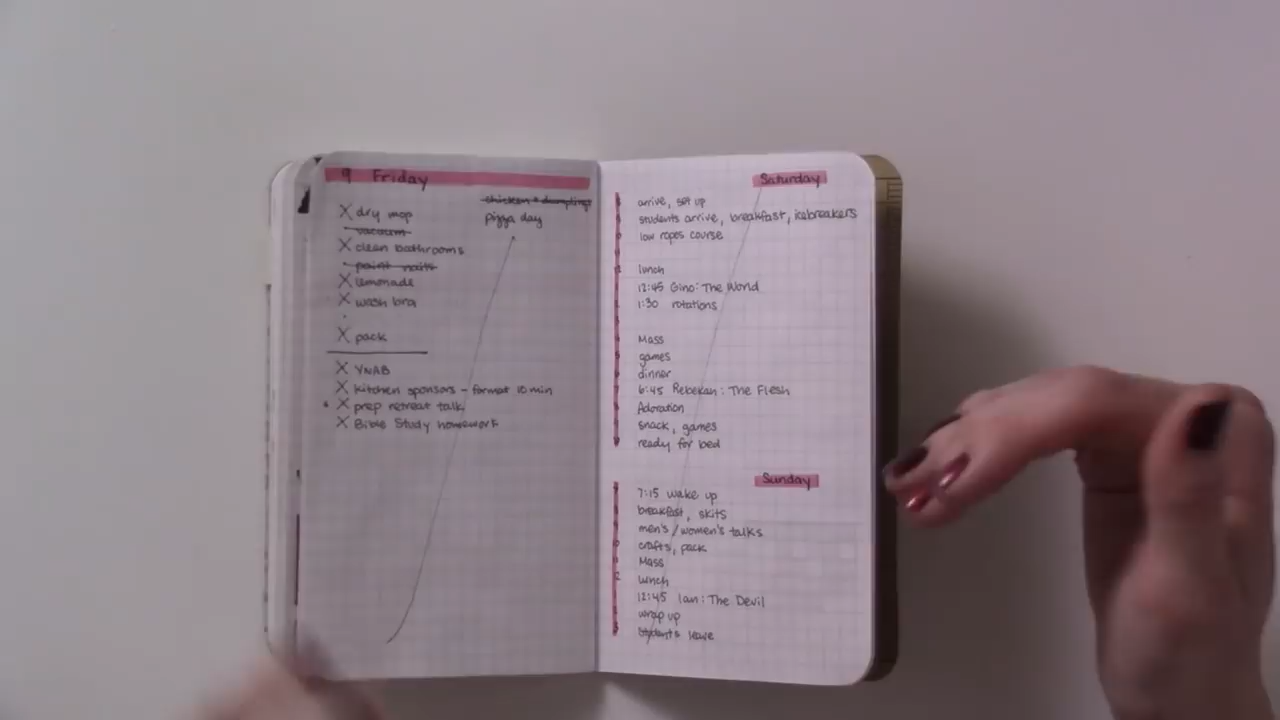 9 Friday
chicken + dumplings
pizza day
X dry mop
vacuum
X clean bathrooms
paint nails
X lemonade
X wash bra
X pack
X YNAB
X kitchen sponsors - format 10 min
X prep retreat talk
X Bible Study homework
Saturday
arrive, set up
students arrive, breakfast, icebreakers
low ropes course
lunch
12:45 Gino: The World
1:30 rotations
Mass
games
dinner
6:45 Rebekah: The Flesh
Adoration
snack, games
ready for bed
Sunday
7:15 wake up
breakfast, skits
men's/women's talks
crafts, pack
Mass
lunch
12:45 Ian: The Devil
wrap up
students leave